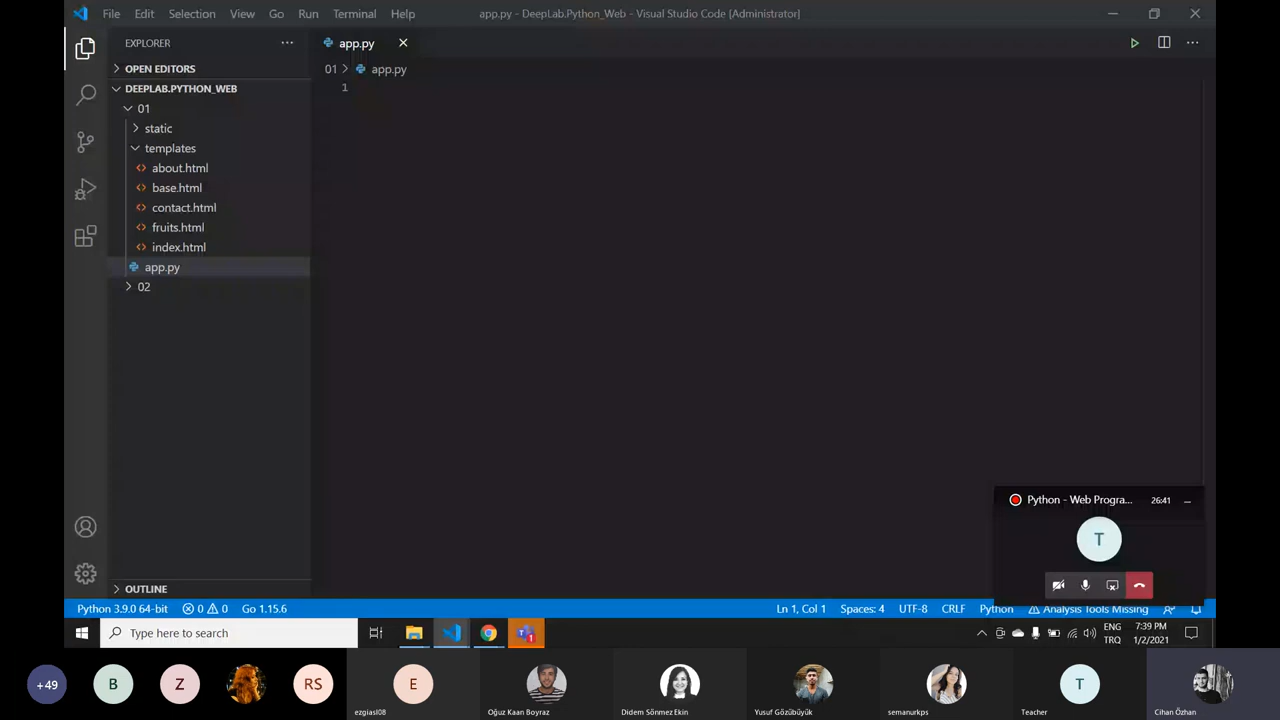 File Edit Selection View Go Run Terminal Help
app.py - DeepLab.Python_Web - Visual Studio Code [Administrator]
EXPLORER
app.py
OPEN EDITORS
01 > app.py
DEEPLAB.PYTHON_WEB
1
01
static
templates
about.html
base.html
contact.html
fruits.html
index.html
app.py
02
Python - Web Progra...
26:41
T
OUTLINE
Python 3.9.0 64-bit
0
0
Go 1.15.6
Ln 1, Col 1
Spaces: 4
UTF-8
CRLF
Python
Analysis Tools Missing
Type here to search
1
ENG
TRQ
7:39 PM
1/2/2021
+49
B
Z
RS
E
T
ezgiasl08
Oğuz Kaan Boyraz
Didem Sönmez Ekin
Yusuf Gözübüyük
semanurkps
Teacher
Cihan Özhan